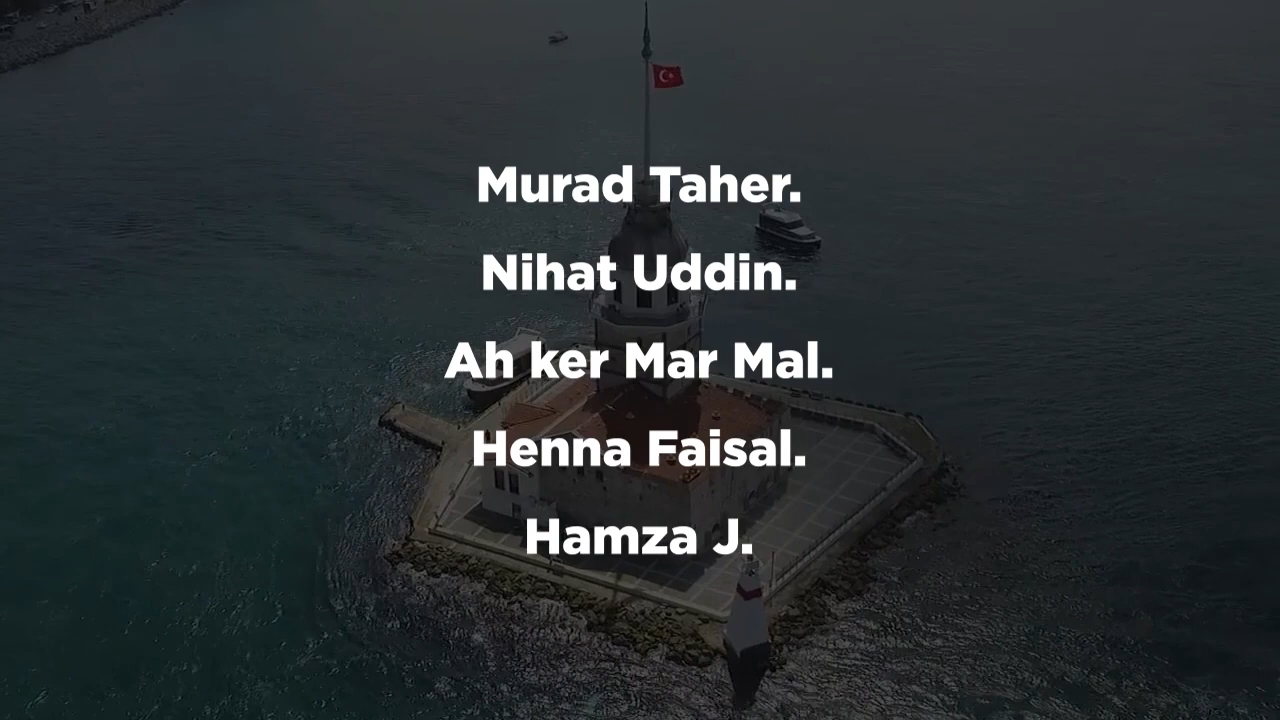 Murad Taher.
Nihat Uddin.
Ah ker Mar Mal.
Henna Faisal.
Hamza J.